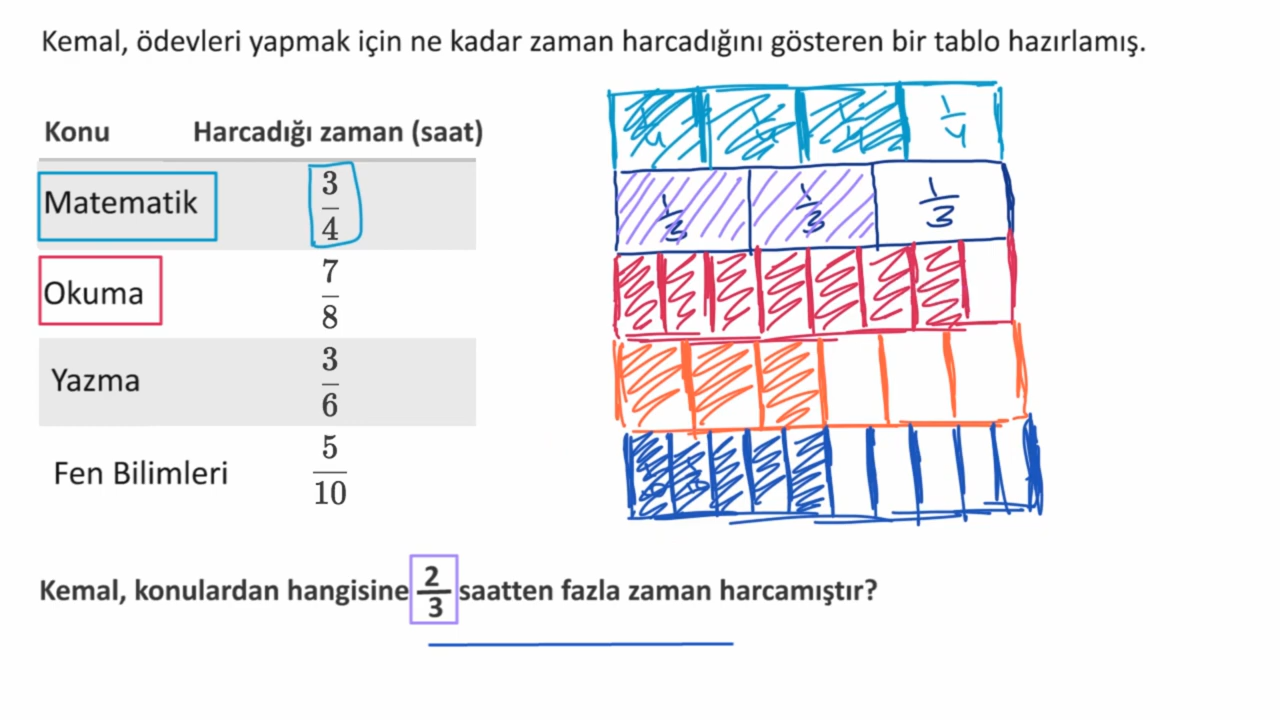 Kemal, ödevleri yapmak için ne kadar zaman harcadığını gösteren bir tablo hazırlamış.
Konu Harcadığı zaman (saat)
Matematik 3/4
Okuma 7/8
Yazma 3/6
Fen Bilimleri 5/10
1/4
1/3 1/3 1/3
Kemal, konulardan hangisine 2/3 saatten fazla zaman harcamıştır?